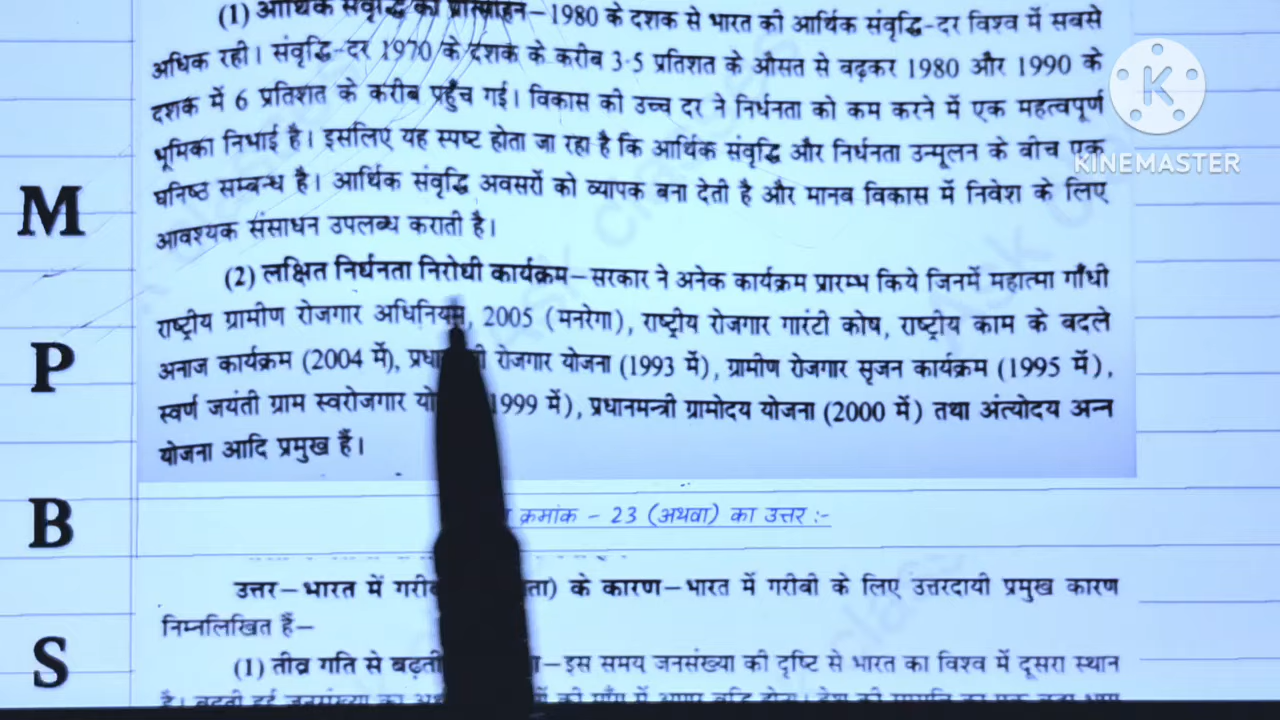 (1) आर्थिक संवृद्धि को प्रोत्साहन–1980 के दशक से भारत की आर्थिक संवृद्धि-दर विश्व में सबसे
अधिक रही। संवृद्धि-दर 1970 के दशक के करीब 3·5 प्रतिशत के औसत से बढ़कर 1980 और 1990 के
दशक में 6 प्रतिशत के करीब पहुँच गई। विकास की उच्च दर ने निर्धनता को कम करने में एक महत्वपूर्ण
भूमिका निभाई है। इसलिए यह स्पष्ट होता जा रहा है कि आर्थिक संवृद्धि और निर्धनता उन्मूलन के बीच एक
घनिष्ठ सम्बन्ध है। आर्थिक संवृद्धि अवसरों को व्यापक बना देती है और मानव विकास में निवेश के लिए
आवश्यक संसाधन उपलब्ध कराती है।
(2) लक्षित निर्धनता निरोधी कार्यक्रम–सरकार ने अनेक कार्यक्रम प्रारम्भ किये जिनमें महात्मा गाँधी
राष्ट्रीय ग्रामीण रोजगार अधिनियम, 2005 (मनरेगा), राष्ट्रीय रोजगार गारंटी कोष, राष्ट्रीय काम के बदले
अनाज कार्यक्रम (2004 में), रोजगार योजना (1993 में), ग्रामीण रोजगार सृजन कार्यक्रम (1995 में),
स्वर्ण जयंती ग्राम स्वरोजगार 1999 में), प्रधानमन्त्री ग्रामोदय योजना (2000 में) तथा अंत्योदय अन्न
योजना आदि प्रमुख हैं।
क्रमांक - 23 (अथवा) का उत्तर :-
उत्तर–भारत में के कारण–भारत में गरीबी के लिए उत्तरदायी प्रमुख कारण
निम्नलिखित हैं–
(1) तीव्र गति से बढ़ती –इस समय जनसंख्या की दृष्टि से भारत का विश्व में दूसरा स्थान
M
P
B
S
K
KINEMASTER